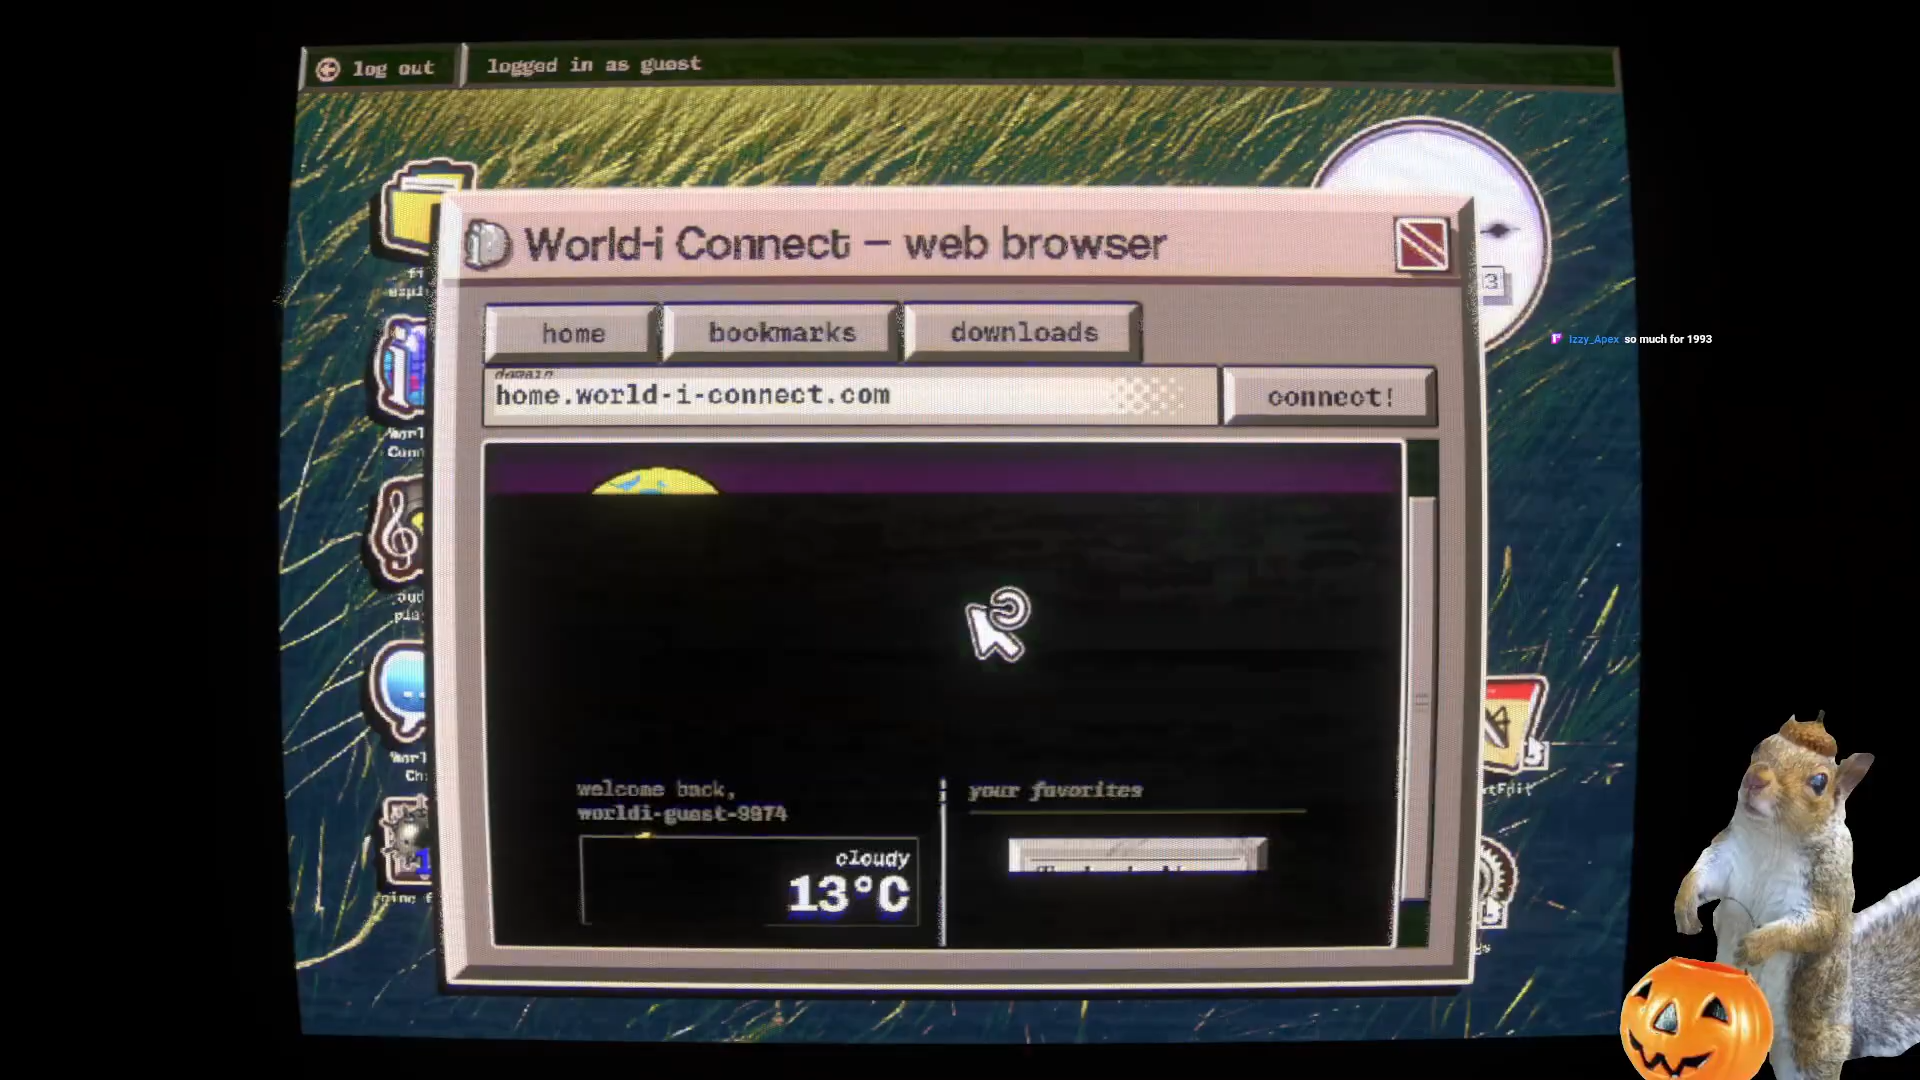 log out
logged in as guest
World-i Connect – web browser
home
bookmarks
downloads
domain
home.world-i-connect.com
connect!
Izzy_Apex so much for 1993
welcome back,
worldi-guest-9974
your favorites
cloudy
13°C